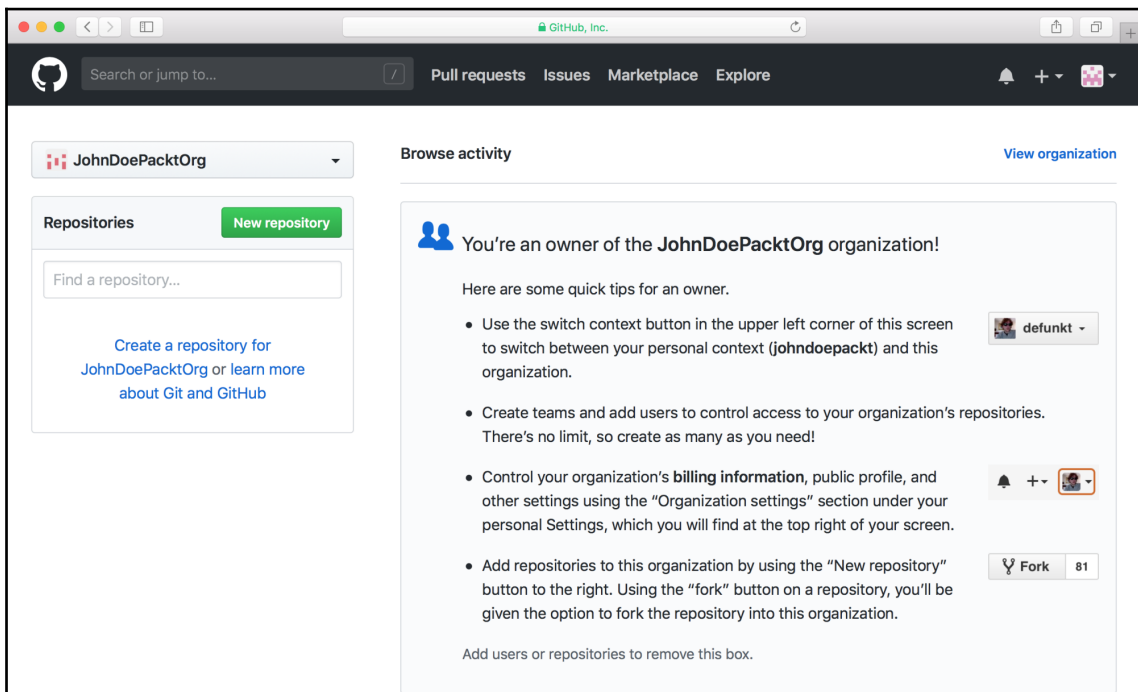 GitHub, Inc.
Search or jump to...
/
Pull requests Issues Marketplace Explore
JohnDoePacktOrg
Browse activity
View organization
Repositories
New repository
Find a repository...
Create a repository for
JohnDoePacktOrg or learn more
about Git and GitHub
You’re an owner of the JohnDoePacktOrg organization!
Here are some quick tips for an owner.
• Use the switch context button in the upper left corner of this screen
to switch between your personal context (johndoepackt) and this
organization.
defunkt
• Create teams and add users to control access to your organization’s repositories.
There’s no limit, so create as many as you need!
• Control your organization’s billing information, public profile, and
other settings using the “Organization settings” section under your
personal Settings, which you will find at the top right of your screen.
• Add repositories to this organization by using the “New repository”
button to the right. Using the “fork” button on a repository, you’ll be
given the option to fork the repository into this organization.
Fork 81
Add users or repositories to remove this box.